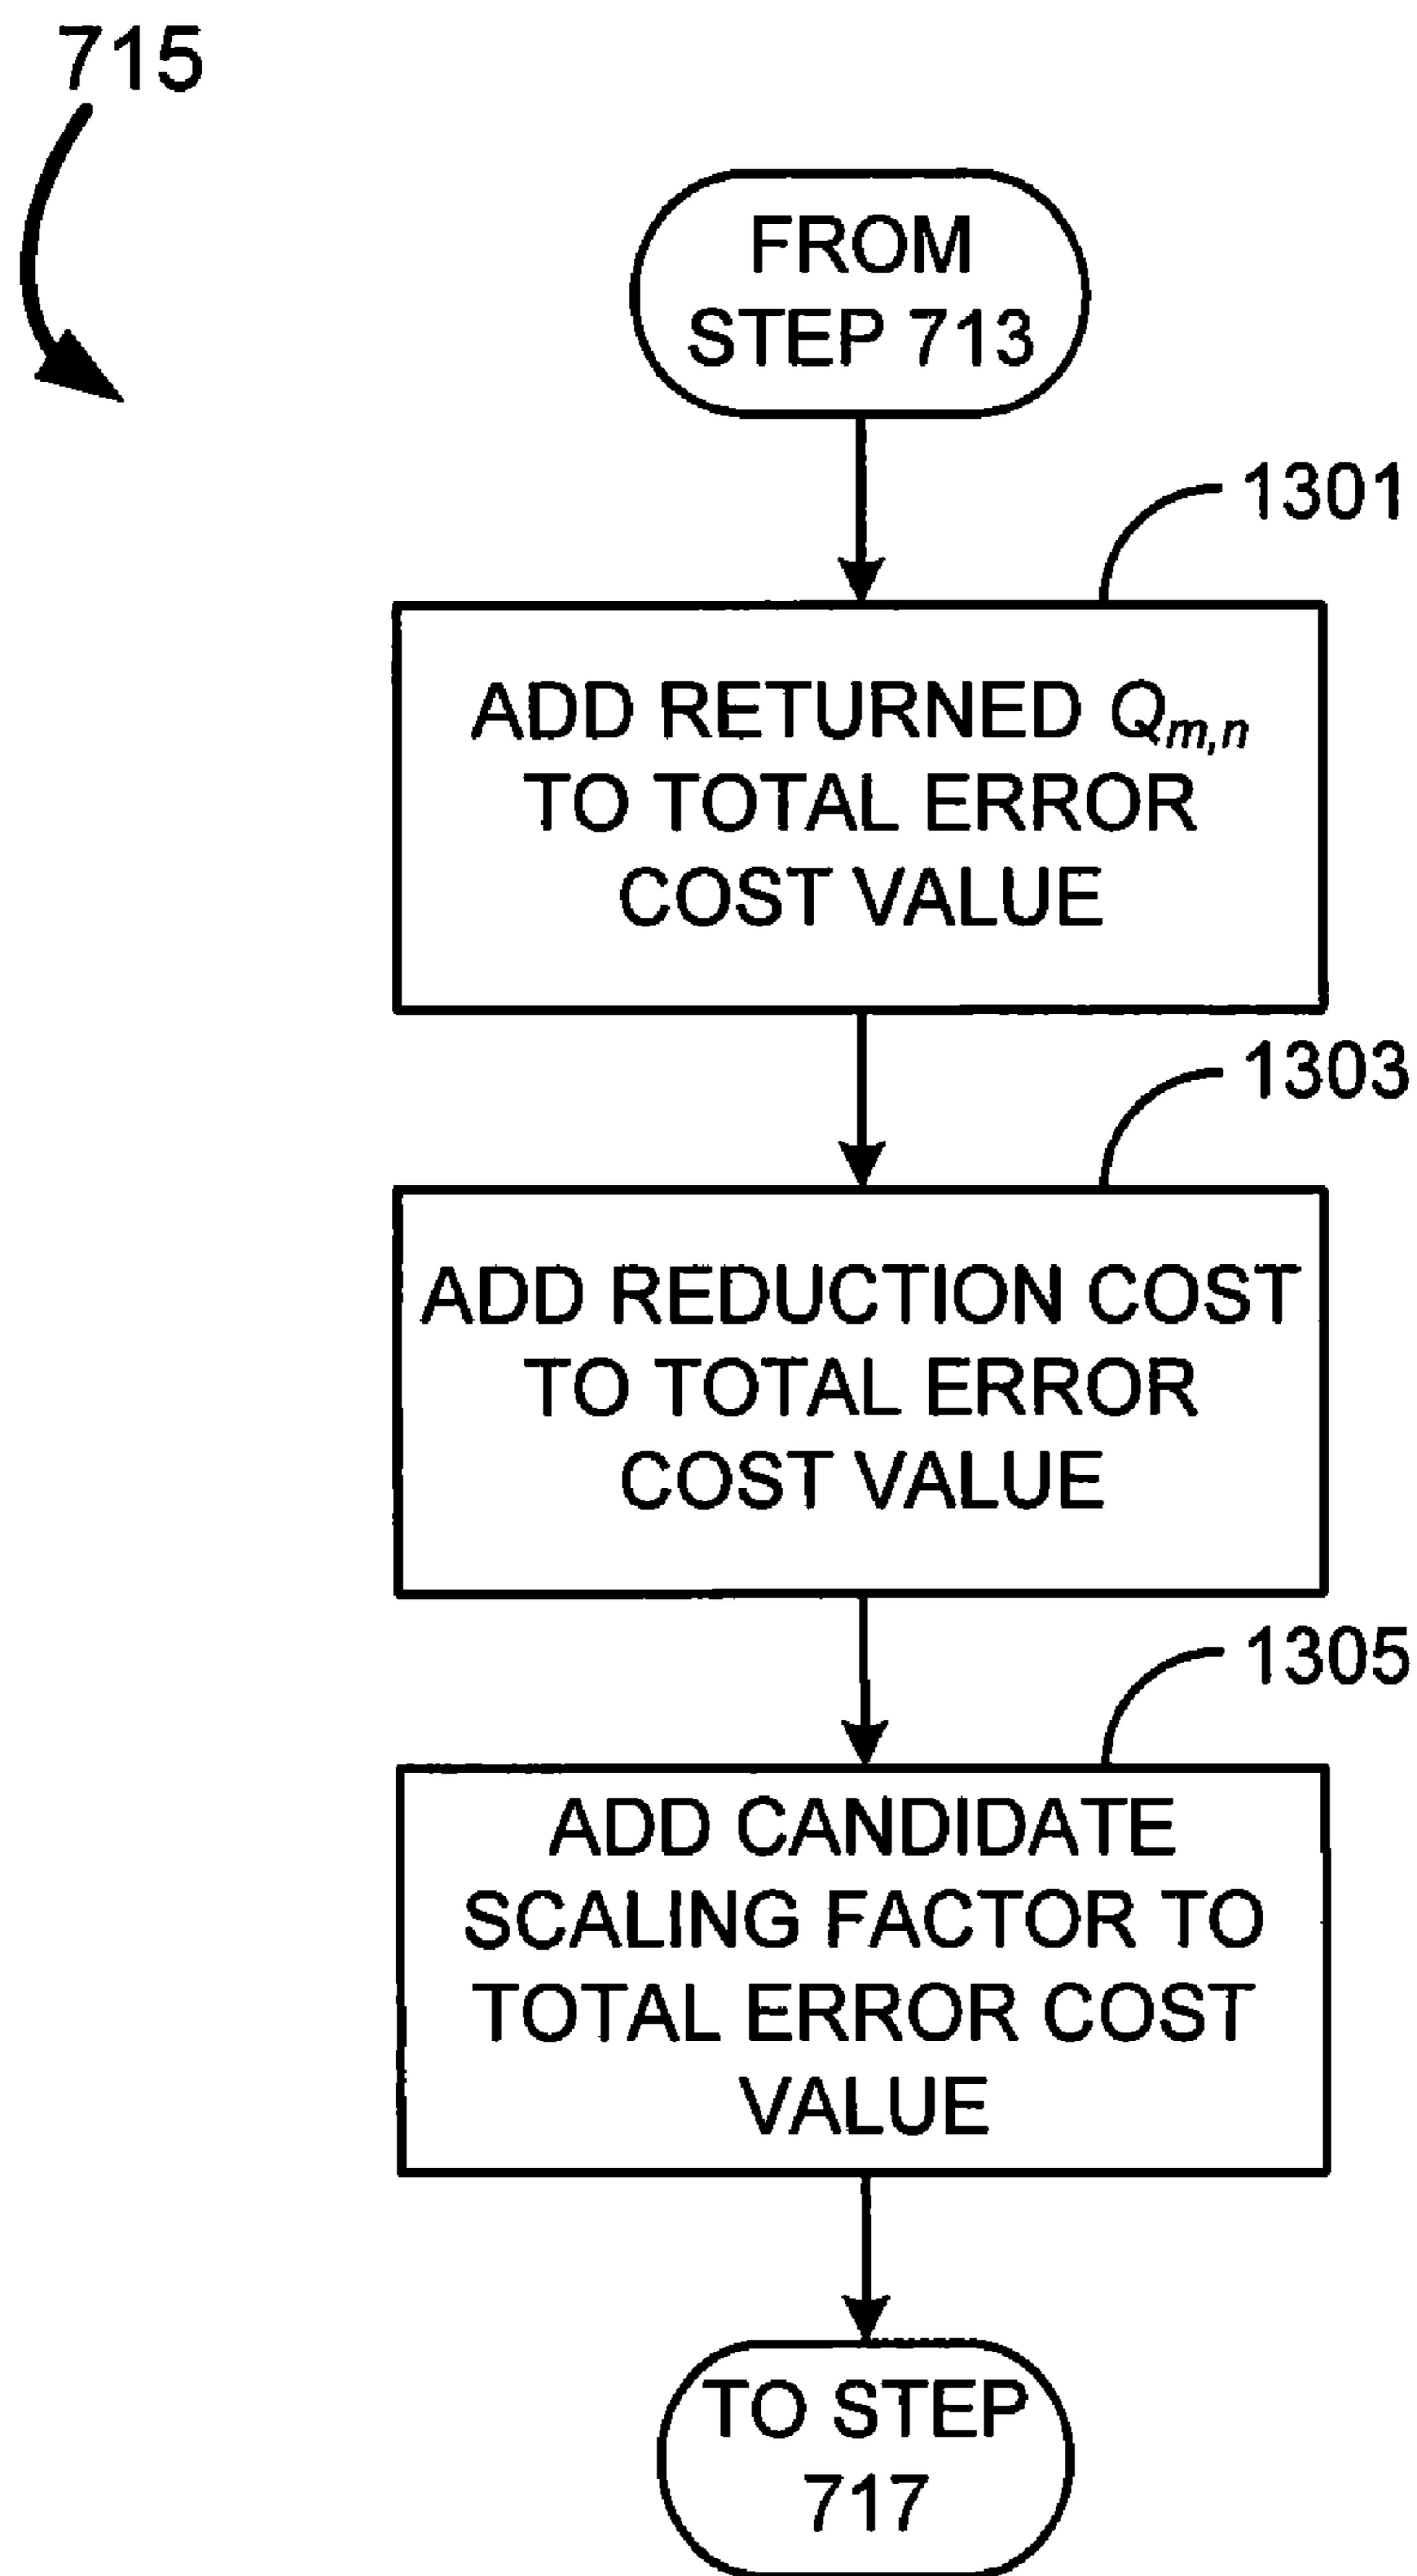 715
FROM
STEP 713
1301
ADD RETURNED Qm,n
TO TOTAL ERROR
COST VALUE
1303
ADD REDUCTION COST
TO TOTAL ERROR
COST VALUE
1305
ADD CANDIDATE
SCALING FACTOR TO
TOTAL ERROR COST
VALUE
TO STEP
717